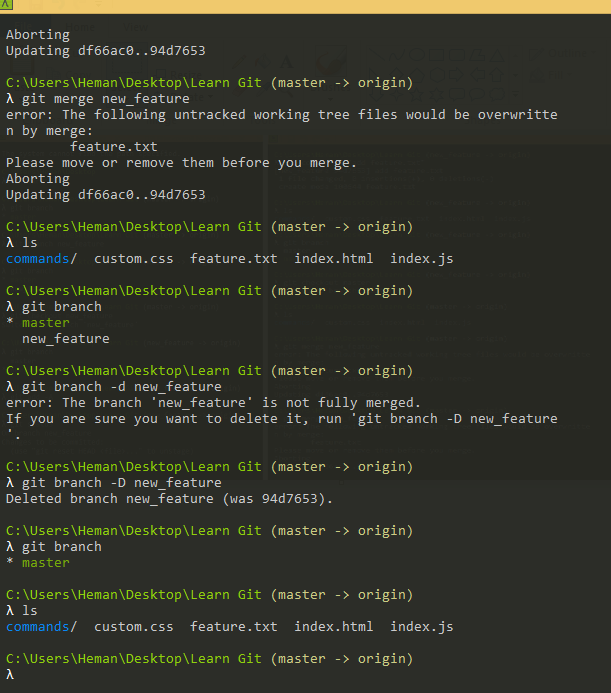 λ
Aborting
Updating df66ac0..94d7653
C:\Users\Heman\Desktop\Learn Git (master -> origin)
λ git merge new_feature
error: The following untracked working tree files would be overwritte
n by merge:
feature.txt
Please move or remove them before you merge.
Aborting
Updating df66ac0..94d7653
C:\Users\Heman\Desktop\Learn Git (master -> origin)
λ ls
commands/  custom.css  feature.txt  index.html  index.js
C:\Users\Heman\Desktop\Learn Git (master -> origin)
λ git branch
* master
new_feature
C:\Users\Heman\Desktop\Learn Git (master -> origin)
λ git branch -d new_feature
error: The branch 'new_feature' is not fully merged.
If you are sure you want to delete it, run 'git branch -D new_feature
'.
C:\Users\Heman\Desktop\Learn Git (master -> origin)
λ git branch -D new_feature
Deleted branch new_feature (was 94d7653).
C:\Users\Heman\Desktop\Learn Git (master -> origin)
λ git branch
* master
C:\Users\Heman\Desktop\Learn Git (master -> origin)
λ ls
commands/  custom.css  feature.txt  index.html  index.js
C:\Users\Heman\Desktop\Learn Git (master -> origin)
λ